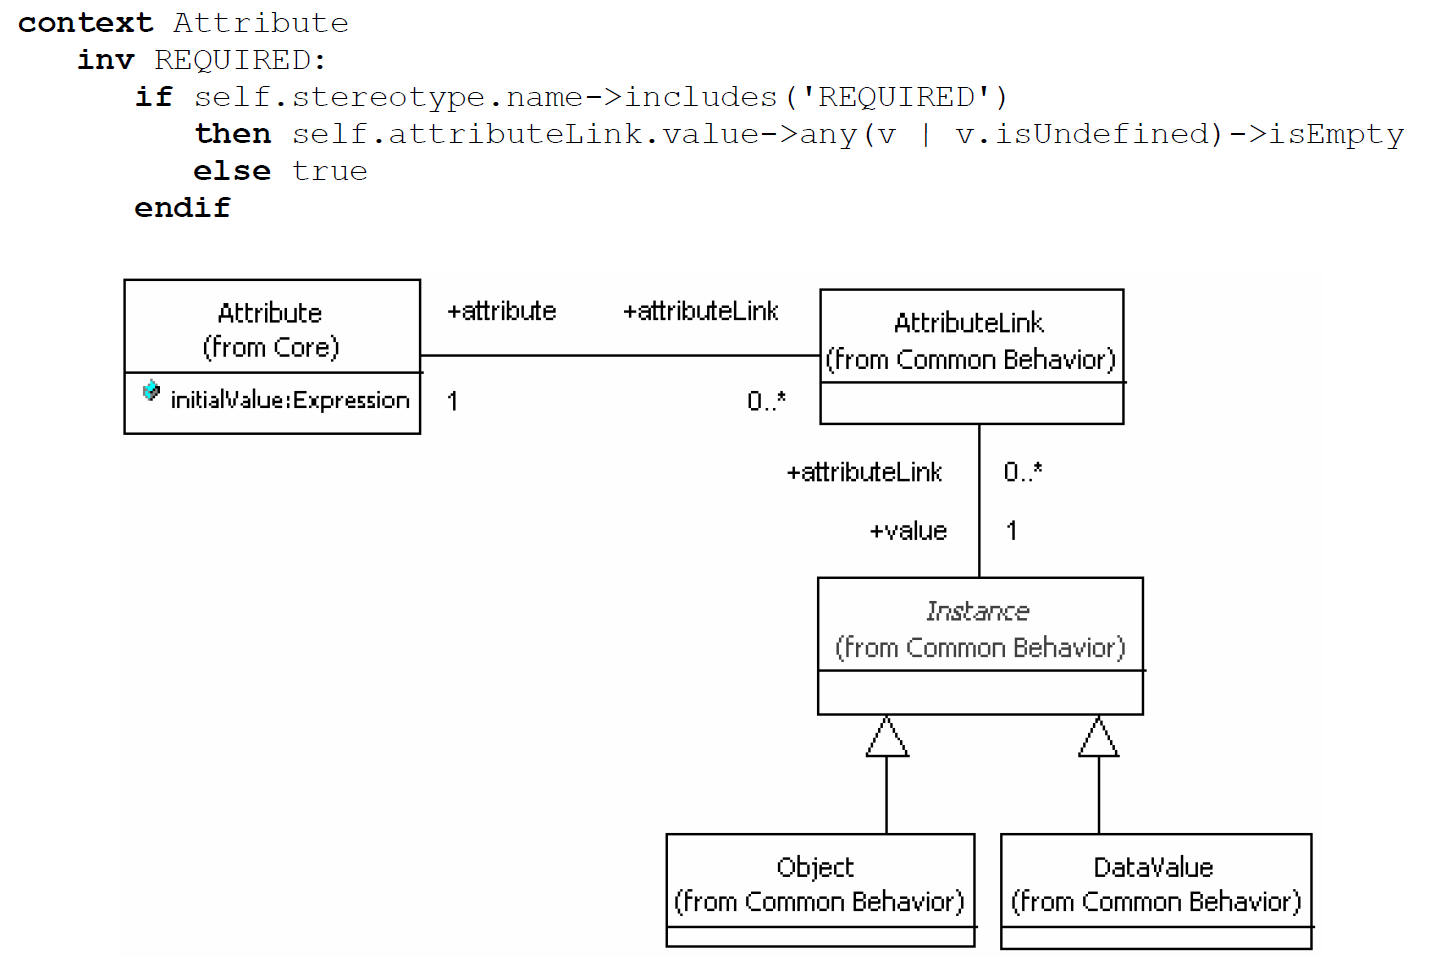 context Attribute
inv REQUIRED:
if self.stereotype.name->includes('REQUIRED')
then self.attributeLink.value->any(v | v.isUndefined)->isEmpty
else true
endif
Attribute
(from Core)
initialValue:Expression
+attribute
+attributeLink
1
0..*
AttributeLink
(from Common Behavior)
+attributeLink
0..*
+value
1
Instance
(from Common Behavior)
Object
(from Common Behavior)
DataValue
(from Common Behavior)